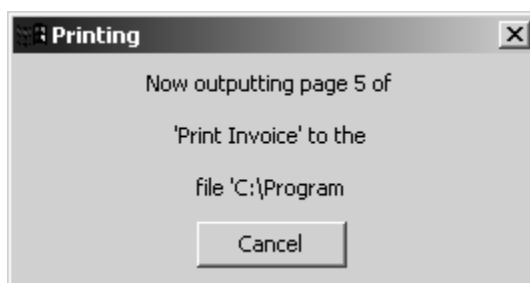 Printing
Now outputting page 5 of
'Print Invoice' to the
file 'C:\Program
Cancel